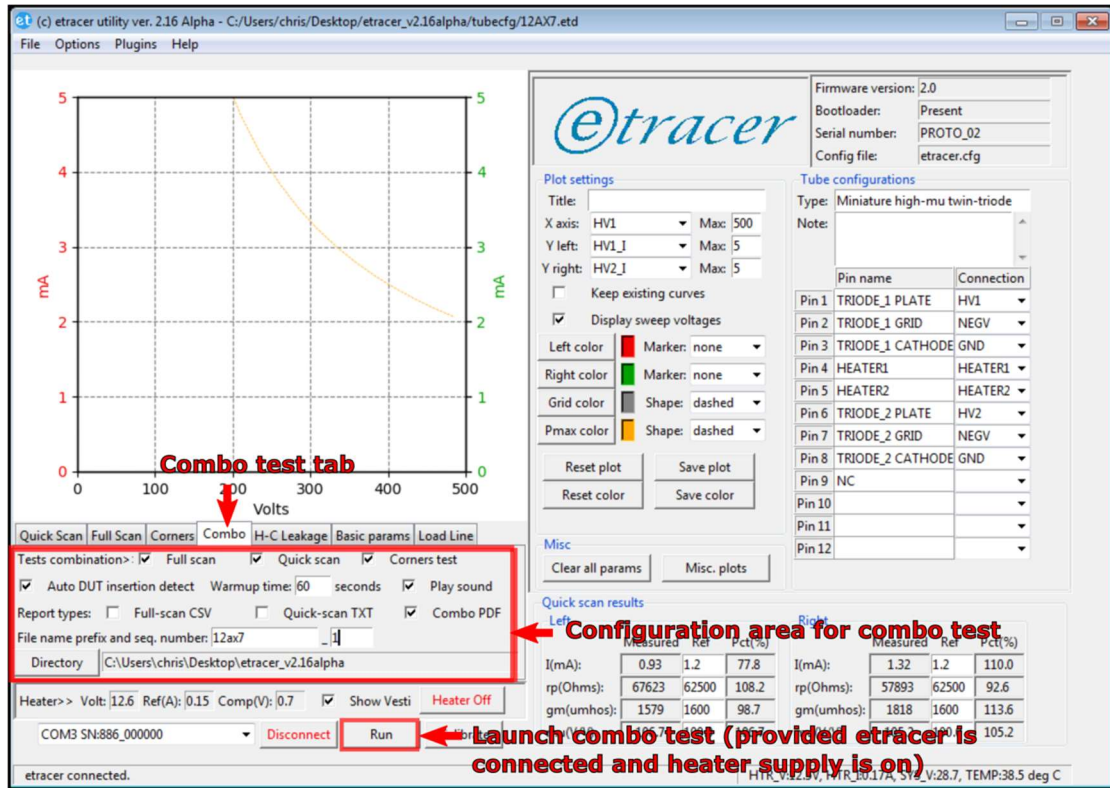 (c) etracer utility ver. 2.16 Alpha - C:/Users/chris/Desktop/etracer_v2.16alpha/tubecfg/12AX7.etd
File Options Plugins Help
5 5
4 4
3 3
2 2
1 1
0 0
mA
mA
0 100 200 300 400 500
Volts
Combo test tab
Quick Scan Full Scan Corners Combo H-C Leakage Basic params Load Line
Tests combination>: Full scan Quick scan Corners test
Auto DUT insertion detect Warmup time: 60 seconds Play sound
Report types: Full-scan CSV Quick-scan TXT Combo PDF
File name prefix and seq. number: 12ax7 _ 1
Directory C:\Users\chris\Desktop\etracer_v2.16alpha
Heater>> Volt: 12.6 Ref(A): 0.15 Comp(V): 0.7 Show Vesti Heater Off
COM3 SN:886_000000 Disconnect Run
etracer connected.
etracer
Firmware version: 2.0
Bootloader: Present
Serial number: PROTO_02
Config file: etracer.cfg
Plot settings
Title:
X axis: HV1 Max: 500
Y left: HV1_I Max: 5
Y right: HV2_I Max: 5
Keep existing curves
Display sweep voltages
Left color Marker: none
Right color Marker: none
Grid color Shape: dashed
Pmax color Shape: dashed
Reset plot Save plot
Reset color Save color
Misc
Clear all params Misc. plots
Tube configurations
Type: Miniature high-mu twin-triode
Note:
Pin name Connection
Pin 1 TRIODE_1 PLATE HV1
Pin 2 TRIODE_1 GRID NEGV
Pin 3 TRIODE_1 CATHODE GND
Pin 4 HEATER1 HEATER1
Pin 5 HEATER2 HEATER2
Pin 6 TRIODE_2 PLATE HV2
Pin 7 TRIODE_2 GRID NEGV
Pin 8 TRIODE_2 CATHODE GND
Pin 9 NC
Pin 10
Pin 11
Pin 12
Quick scan results
Left Right
Configuration area for combo test
Measured Ref Pct(%) Measured Ref Pct(%)
I(mA): 0.93 1.2 77.8 I(mA): 1.32 1.2 110.0
rp(Ohms): 67623 62500 108.2 rp(Ohms): 57893 62500 92.6
gm(umhos): 1579 1600 98.7 gm(umhos): 1818 1600 113.6
105.2
Launch combo test (provided etracer is
connected and heater supply is on)
SYS_V:28.7, TEMP:38.5 deg C